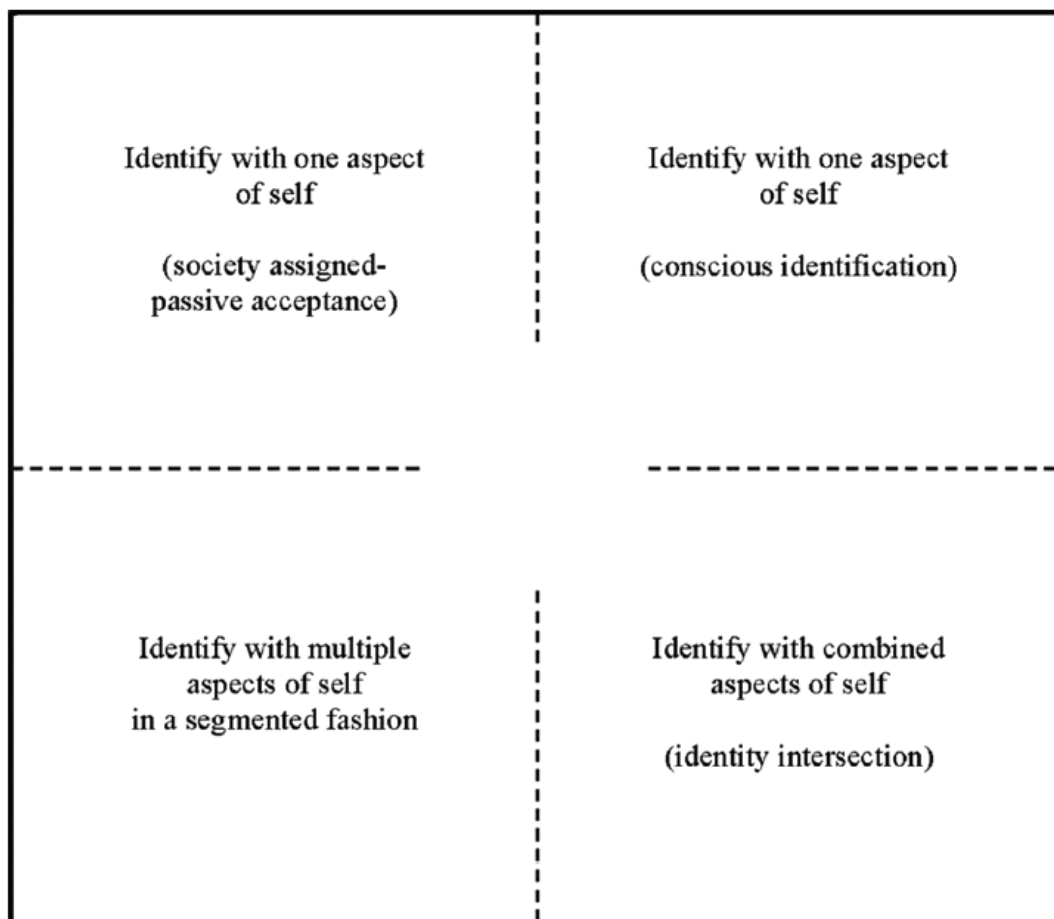 Identify with one aspect
of self
(society assigned-
passive acceptance)
Identify with one aspect
of self
(conscious identification)
Identify with multiple
aspects of self
in a segmented fashion
Identify with combined
aspects of self
(identity intersection)